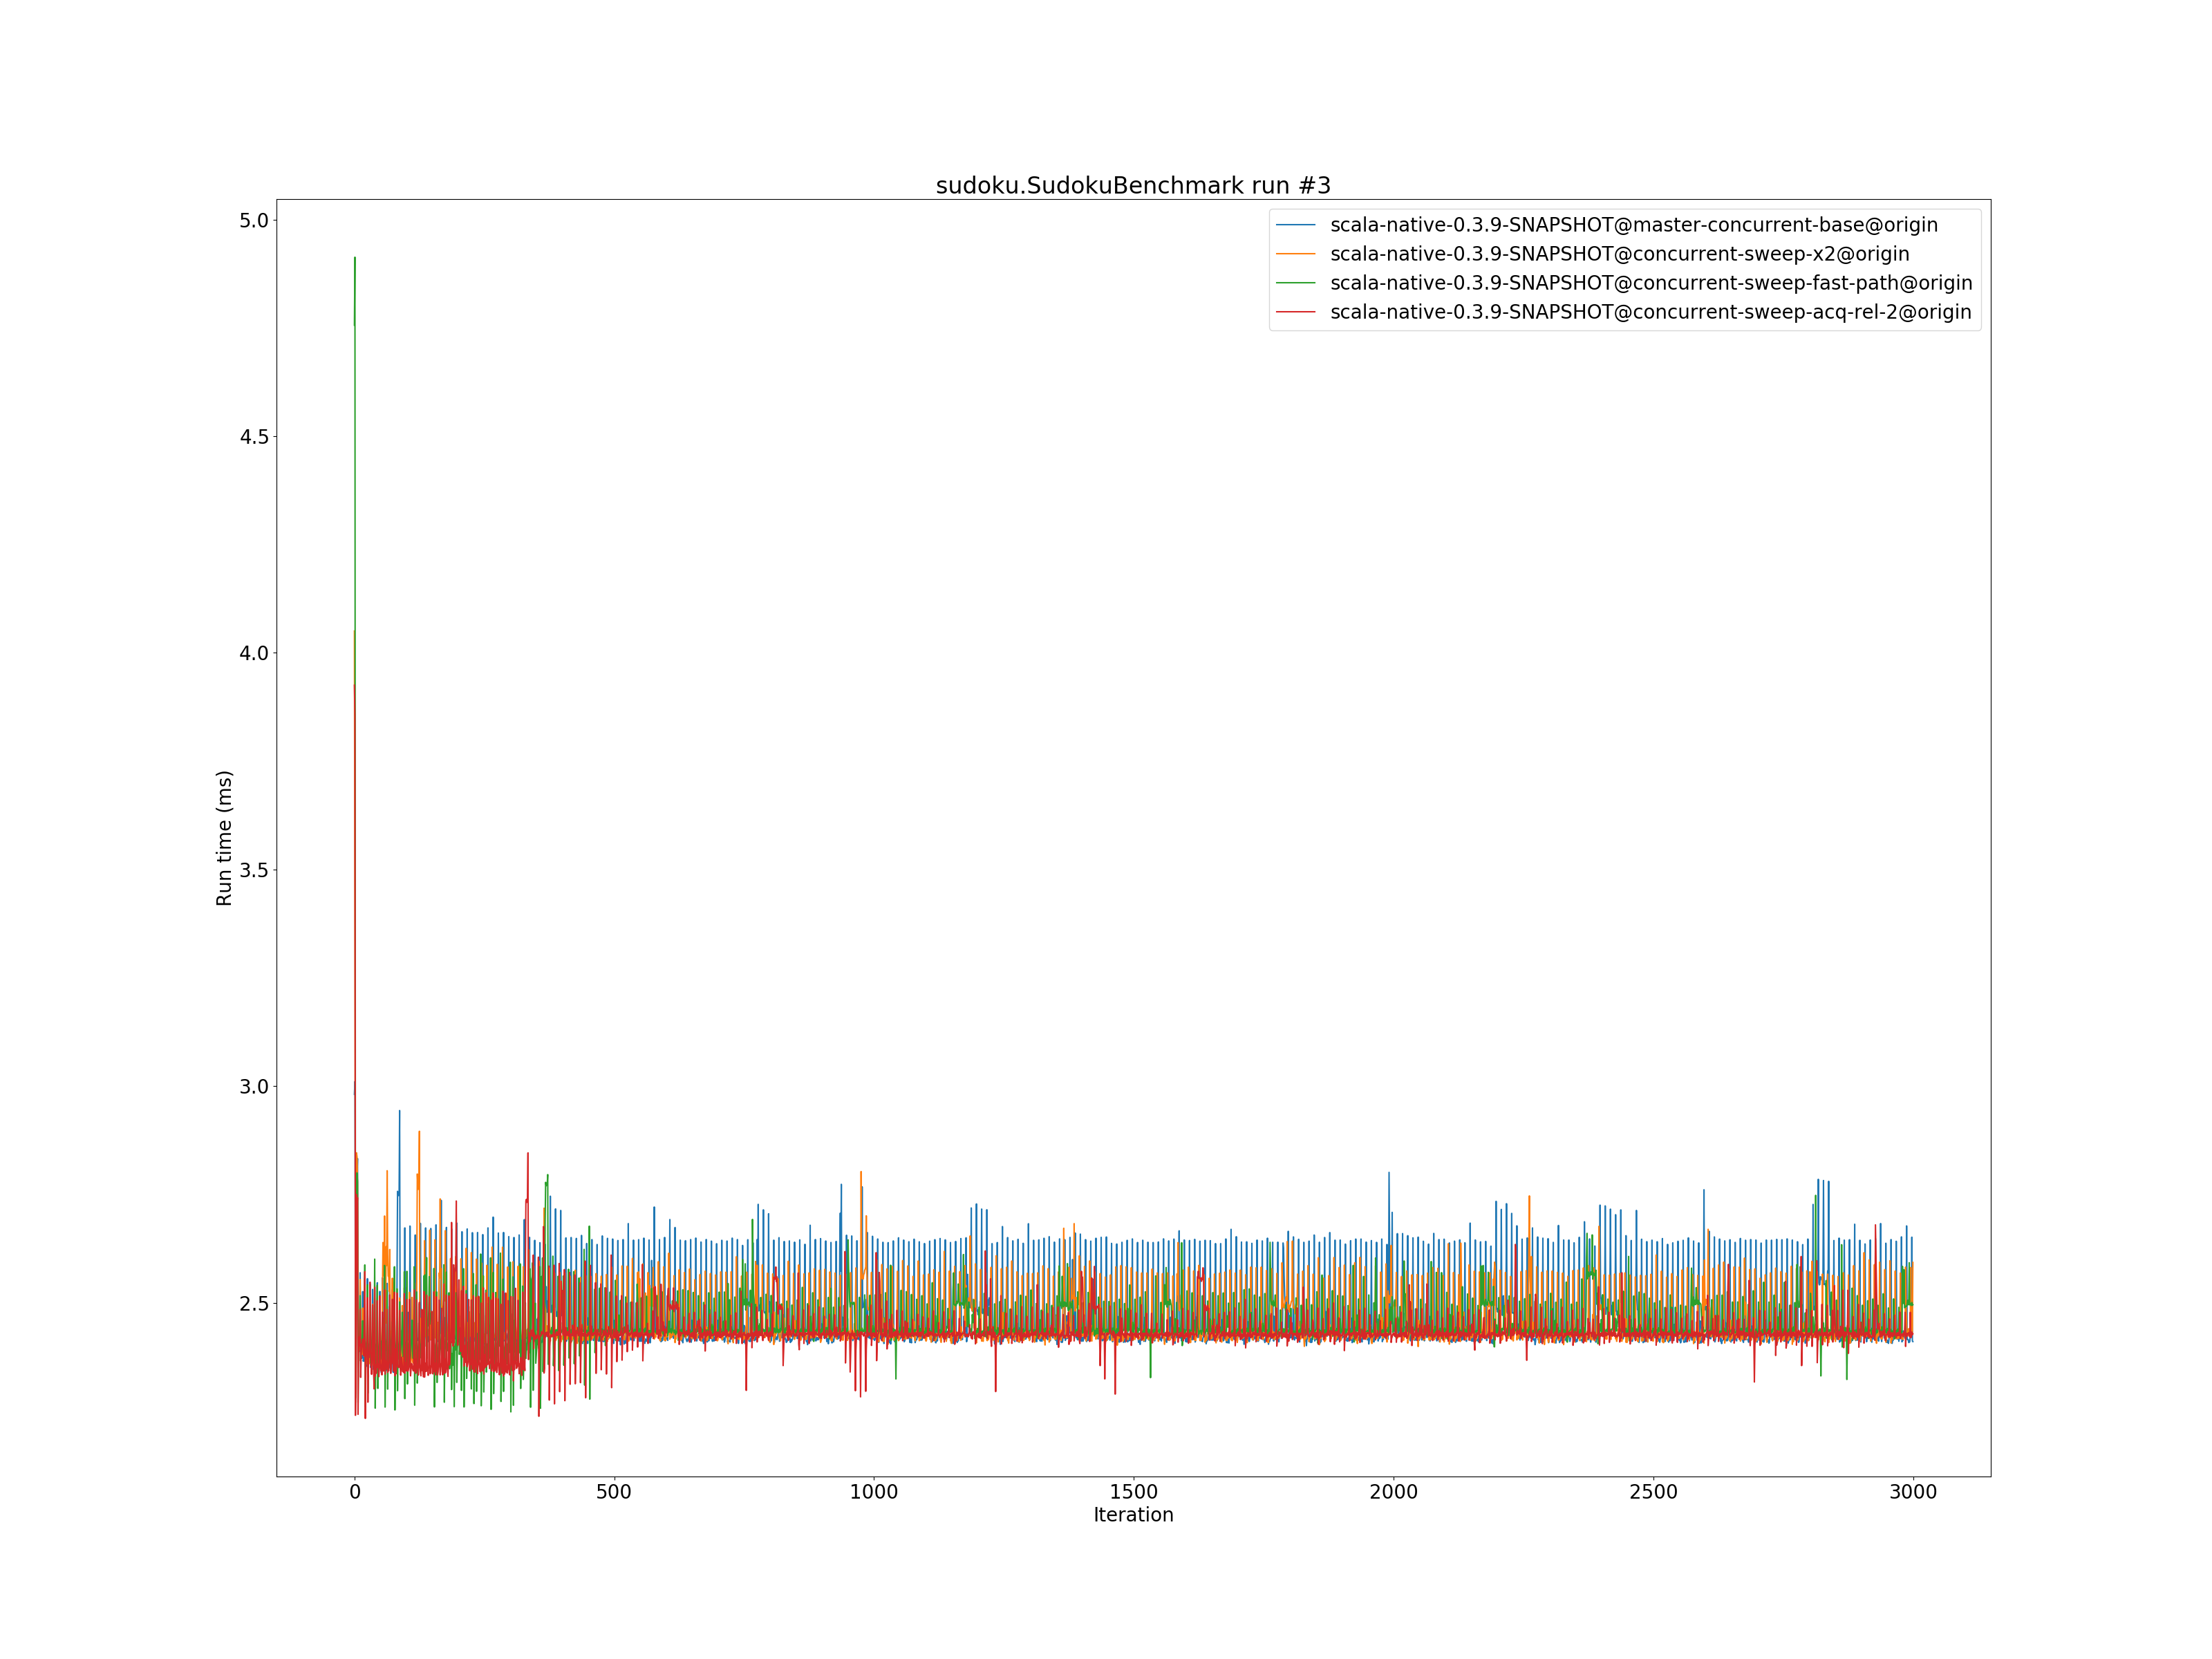 sudoku.SudokuBenchmark run #3
scala-native-0.3.9-SNAPSHOT@master-concurrent-base@origin
scala-native-0.3.9-SNAPSHOT@concurrent-sweep-x2@origin
scala-native-0.3.9-SNAPSHOT@concurrent-sweep-fast-path@origin
scala-native-0.3.9-SNAPSHOT@concurrent-sweep-acq-rel-2@origin
5.0
4.5
4.0
3.5
3.0
2.5
Run time (ms)
0 500 1000 1500 2000 2500 3000
Iteration